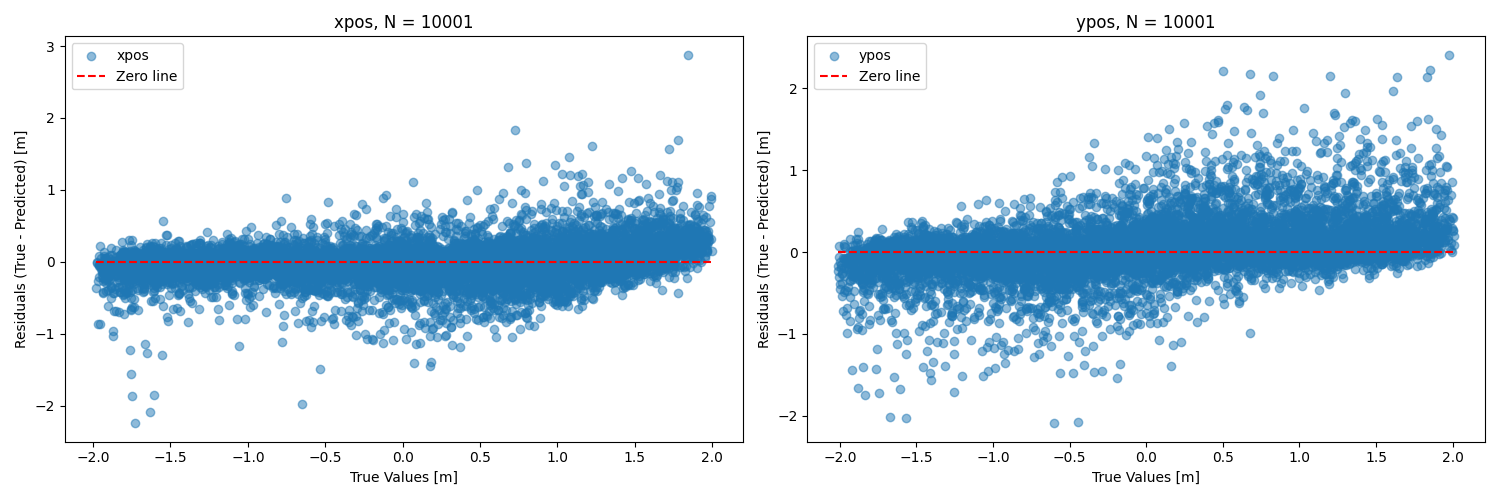 xpos, N = 10001
xpos
Zero line
3
2
1
0
−1
−2
Residuals (True - Predicted) [m]
−2.0 −1.5 −1.0 −0.5 0.0 0.5 1.0 1.5 2.0
True Values [m]
ypos, N = 10001
ypos
Zero line
2
1
0
−1
−2
Residuals (True - Predicted) [m]
−2.0 −1.5 −1.0 −0.5 0.0 0.5 1.0 1.5 2.0
True Values [m]